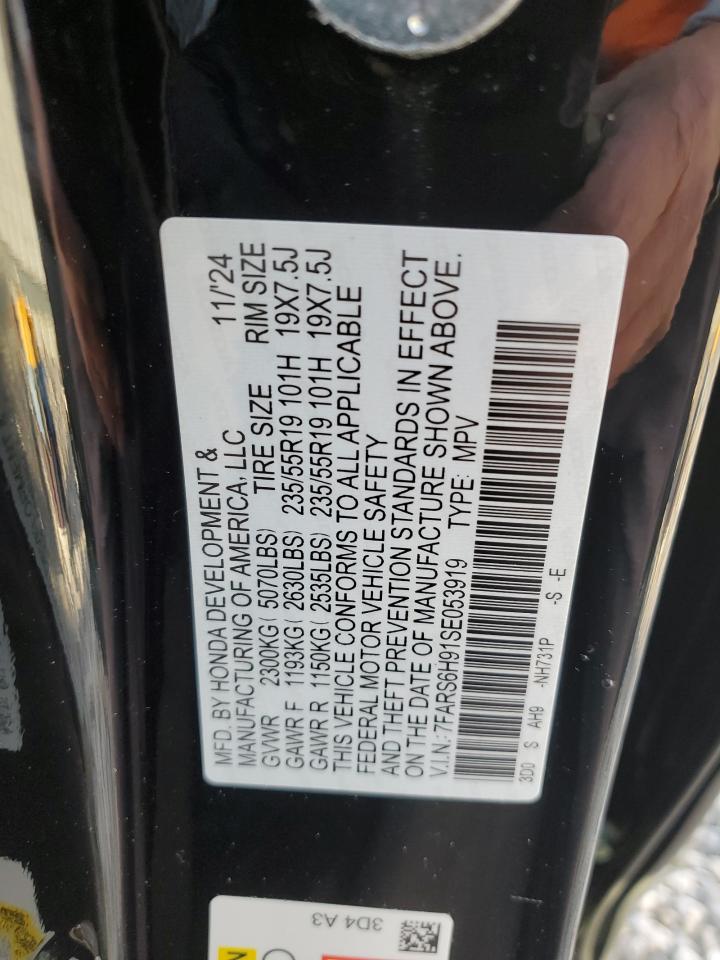 MFD. BY HONDA DEVELOPMENT & 11/'24
MANUFACTURING OF AMERICA, LLC
TIRE SIZE RIM SIZE
GVWR 2300KG( 5070LBS)
GAWR F 1193KG( 2630LBS) 235/55R19 101H 19X7.5J
GAWR R 1150KG( 2535LBS) 235/55R19 101H 19X7.5J
THIS VEHICLE CONFORMS TO ALL APPLICABLE
FEDERAL MOTOR VEHICLE SAFETY
AND THEFT PREVENTION STANDARDS IN EFFECT
ON THE DATE OF MANUFACTURE SHOWN ABOVE.
V.I.N.:7FARS6H91SE053919 TYPE: MPV
3D0 S AH9 -NH731P -S -E
3D4 A3